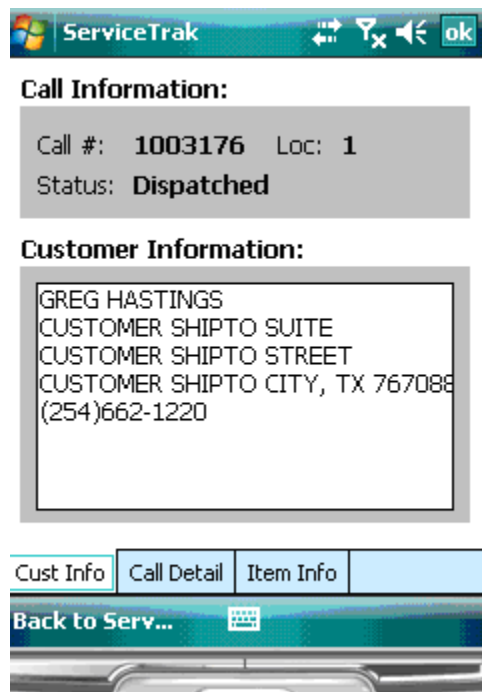 ServiceTrak ok
Call Information:
Call #: 1003176 Loc: 1
Status: Dispatched
Customer Information:
GREG HASTINGS
CUSTOMER SHIPTO SUITE
CUSTOMER SHIPTO STREET
CUSTOMER SHIPTO CITY, TX 767088
(254)662-1220
Cust Info Call Detail Item Info
Back to Serv...